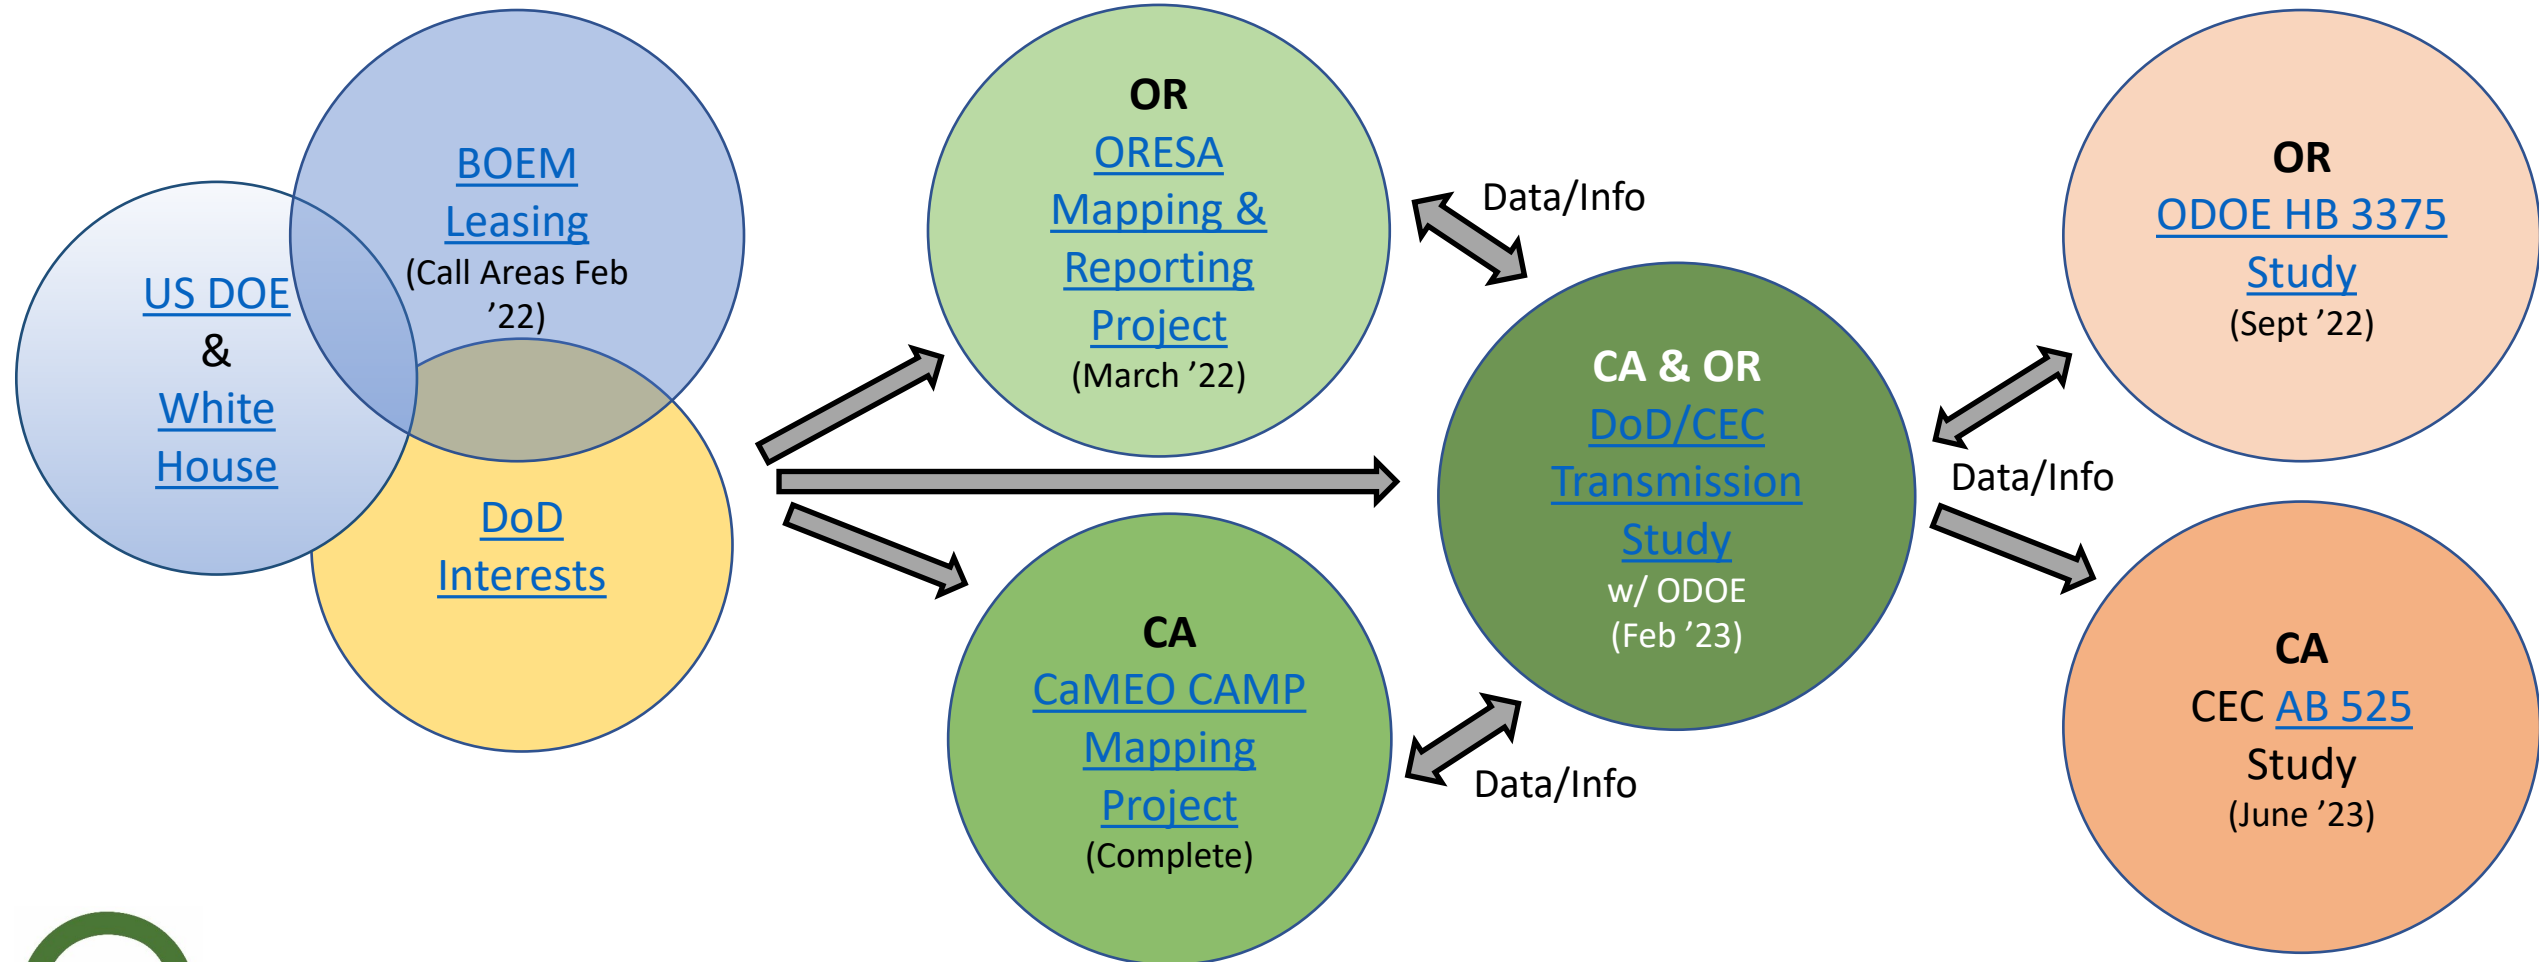 US DOE
&
White
House
BOEM
Leasing
(Call Areas Feb
’22)
DoD
Interests
OR
ORESA
Mapping &
Reporting
Project
(March ’22)
CA
CaMEO CAMP
Mapping
Project
(Complete)
Data/Info
CA & OR
DoD/CEC
Transmission
Study
w/ ODOE
(Feb ’23)
Data/Info
Data/Info
OR
ODOE HB 3375
Study
(Sept ’22)
CA
CEC AB 525
Study
(June ’23)